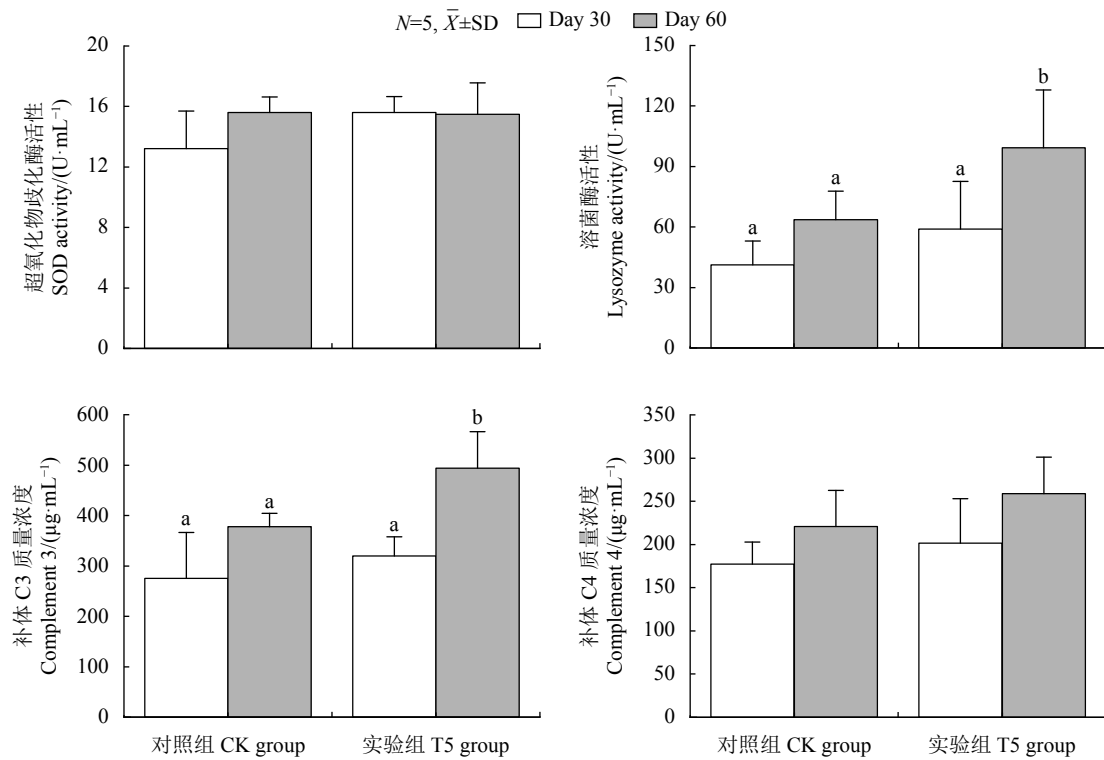 N=5, X̅±SD Day 30 Day 60
超氧化物歧化酶活性
SOD activity/(U·mL⁻¹)
20
16
12
8
4
0
溶菌酶活性
Lysozyme activity/(U·mL⁻¹)
150
120
90
60
30
0
a
a
a
b
补体 C3 质量浓度
Complement 3/(μg·mL⁻¹)
600
500
400
300
200
100
0
a
a
a
b
对照组 CK group
实验组 T5 group
补体 C4 质量浓度
Complement 4/(μg·mL⁻¹)
350
300
250
200
150
100
50
0
对照组 CK group
实验组 T5 group